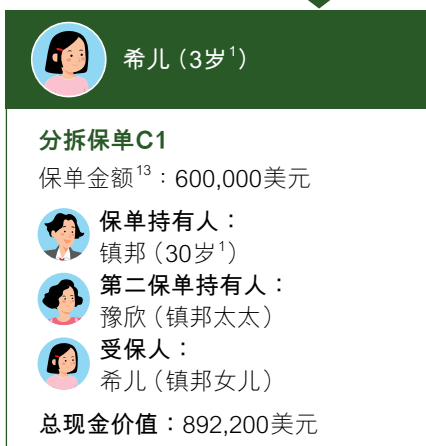 希儿（3岁¹）
分拆保单C1
保单金额¹³：600,000美元
保单持有人：
镇邦（30岁¹）
第二保单持有人：
豫欣（镇邦太太）
受保人：
希儿（镇邦女儿）
总现金价值：892,200美元